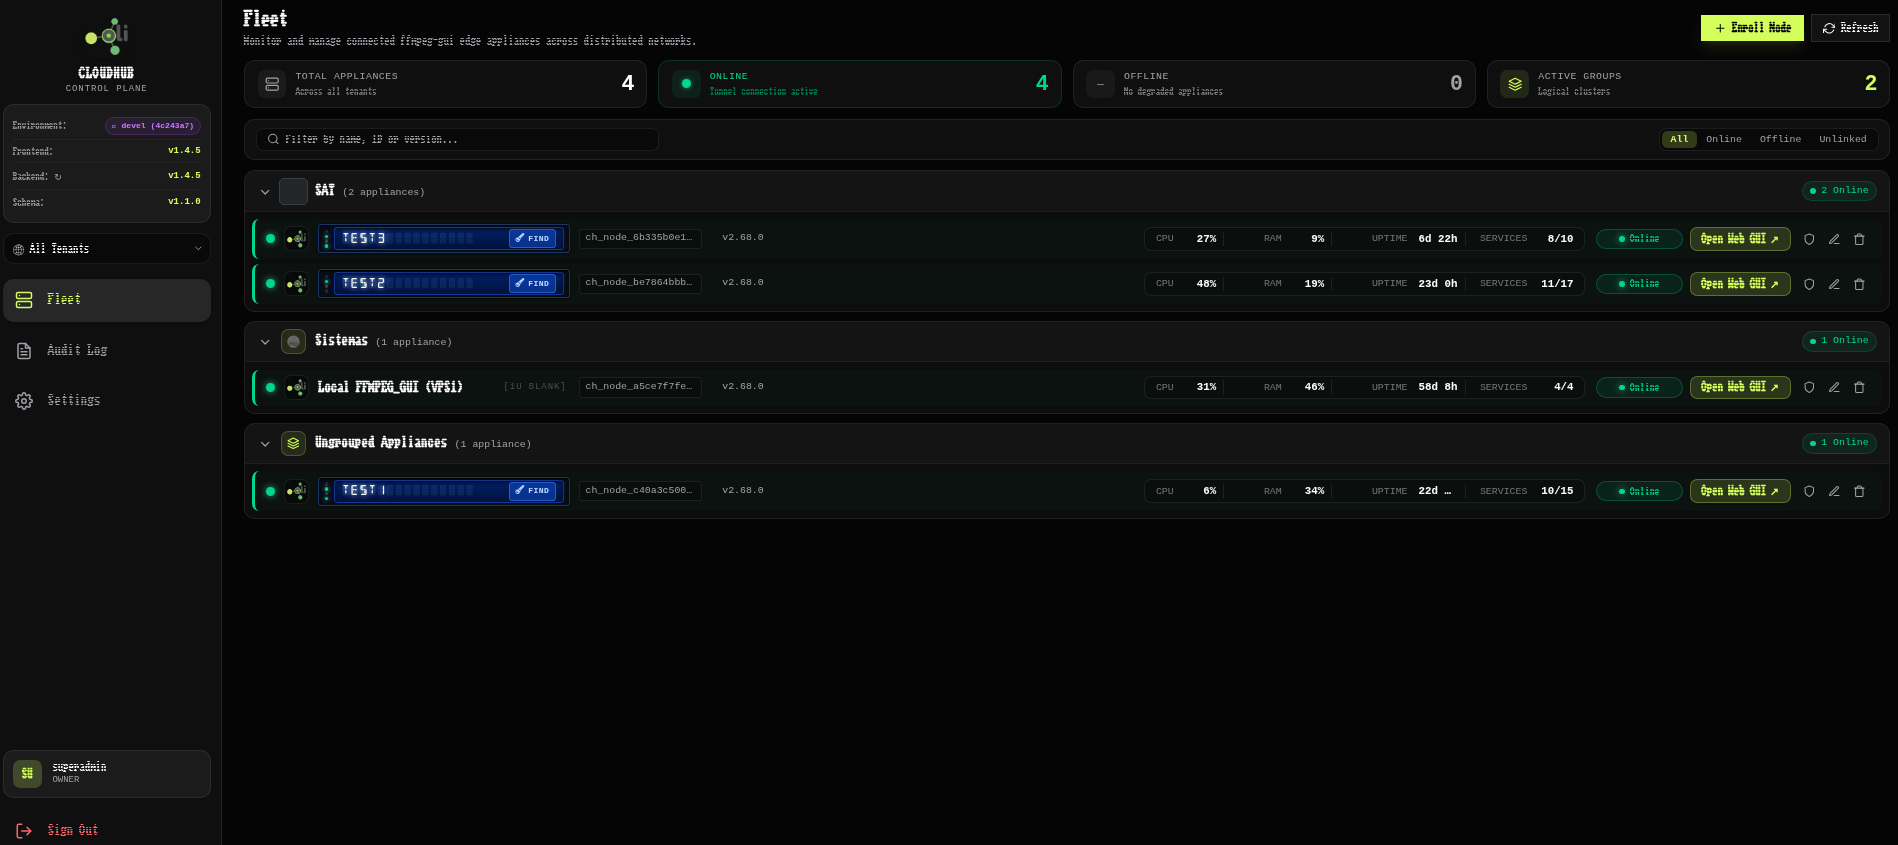 li
CLOUDHUB
CONTROL PLANE
Environment: devel (4c243a7)
Frontend: v1.4.5
Backend: ↻ v1.4.5
Schema: v1.1.0
All Tenants
Fleet
Audit Log
Settings
SU
superadmin
OWNER
Sign Out
Fleet
Monitor and manage connected ffmpeg-gui edge appliances across distributed networks.
+ Enroll Node
Refresh
TOTAL APPLIANCES
Across all tenants
4
ONLINE
Tunnel connection active
4
OFFLINE
No degraded appliances
0
ACTIVE GROUPS
Logical clusters
2
Filter by name, ID or version...
All Online Offline Unlinked
SAT (2 appliances) 2 Online
TEST3 FIND ch_node_6b335b0e1… v2.68.0 CPU 27% RAM 9% UPTIME 6d 22h SERVICES 8/10 Online Open Web GUI ↗
TEST2 FIND ch_node_be7864bbb… v2.68.0 CPU 48% RAM 19% UPTIME 23d 0h SERVICES 11/17 Online Open Web GUI ↗
Sistemas (1 appliance) 1 Online
Local FFMPEG_GUI (VPS1) [1U BLANK] ch_node_a5ce7f7fe… v2.68.0 CPU 31% RAM 46% UPTIME 58d 8h SERVICES 4/4 Online Open Web GUI ↗
Ungrouped Appliances (1 appliance) 1 Online
TEST1 FIND ch_node_c40a3c500… v2.68.0 CPU 6% RAM 34% UPTIME 22d … SERVICES 10/15 Online Open Web GUI ↗